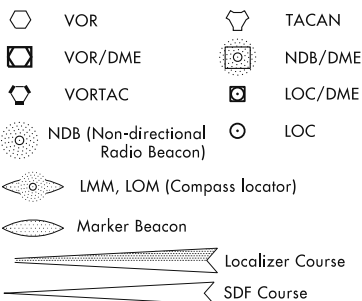 VOR
TACAN
VOR/DME
NDB/DME
VORTAC
LOC/DME
NDB (Non-directional
Radio Beacon)
LOC
LMM, LOM (Compass locator)
Marker Beacon
Localizer Course
SDF Course